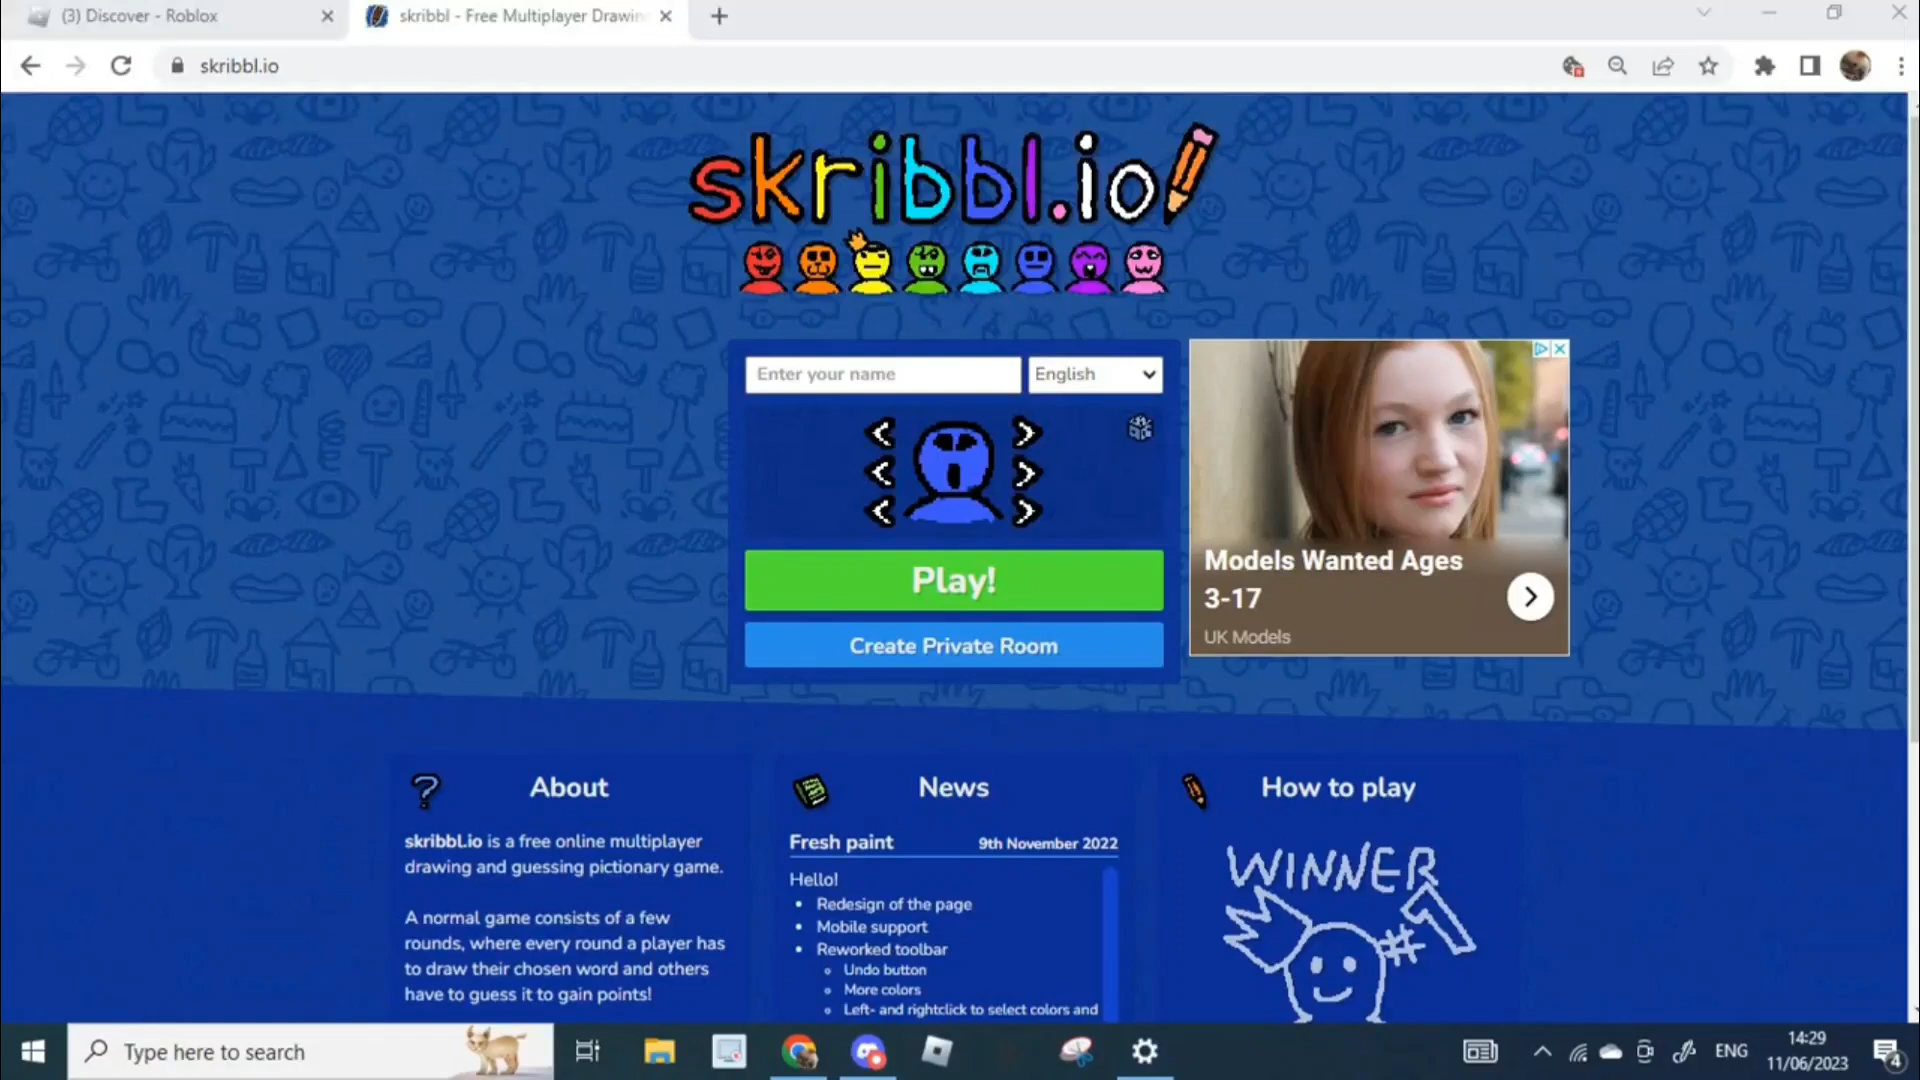 (3) Discover - Roblox
skribbl - Free Multiplayer Drawin
skribbl.io
skribbl.io
Enter your name
English
Play!
Create Private Room
Models Wanted Ages
3-17
UK Models
About
skribbl.io is a free online multiplayer
drawing and guessing pictionary game.
A normal game consists of a few
rounds, where every round a player has
to draw their chosen word and others
have to guess it to gain points!
News
Fresh paint
9th November 2022
Hello!
Redesign of the page
Mobile support
Reworked toolbar
Undo button
More colors
Left- and rightclick to select colors and
How to play
WINNER
#1
Type here to search
ENG
14:29
11/06/2023
4